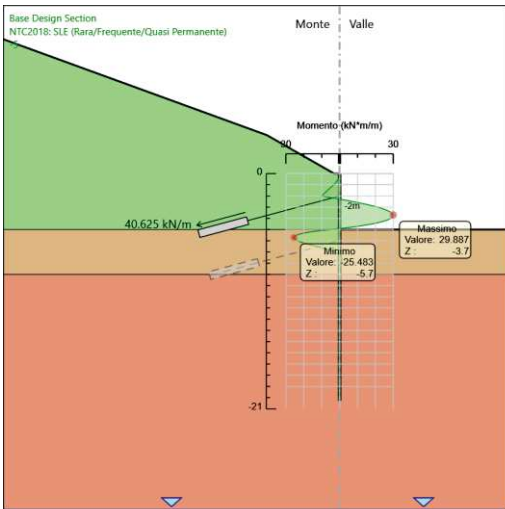 Base Design Section
NTC2018: SLE (Rara/Frequente/Quasi Permanente)
Monte
Valle
Momento (kN*m/m)
30
30
0
-2m
40.625 kN/m
Massimo
Valore: 29.887
Z : -3.7
Minimo
Valore: -25.483
Z : -5.7
-21